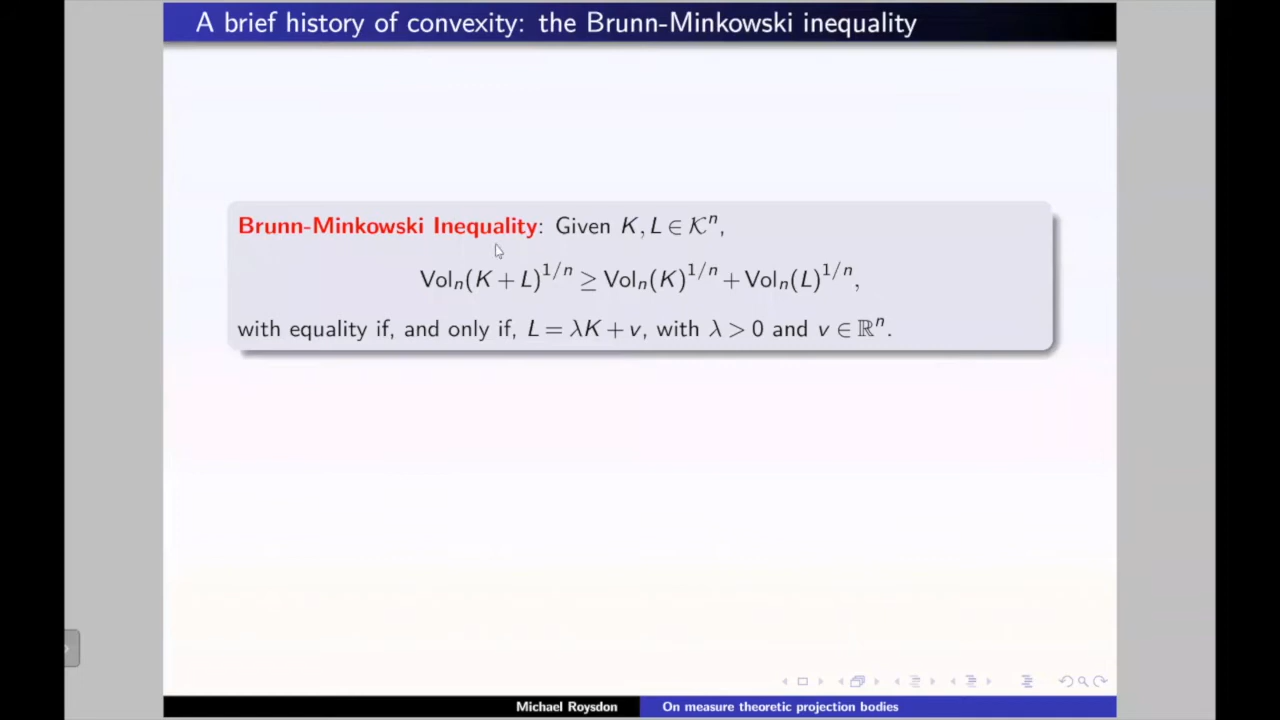 A brief history of convexity: the Brunn-Minkowski inequality
Brunn-Minkowski Inequality: Given K, L ∈ 𝒦ⁿ,
Volₙ(K + L)^{1/n} ≥ Volₙ(K)^{1/n} + Volₙ(L)^{1/n},
with equality if, and only if, L = λK + v, with λ > 0 and v ∈ ℝⁿ.
Michael Roysdon On measure theoretic projection bodies